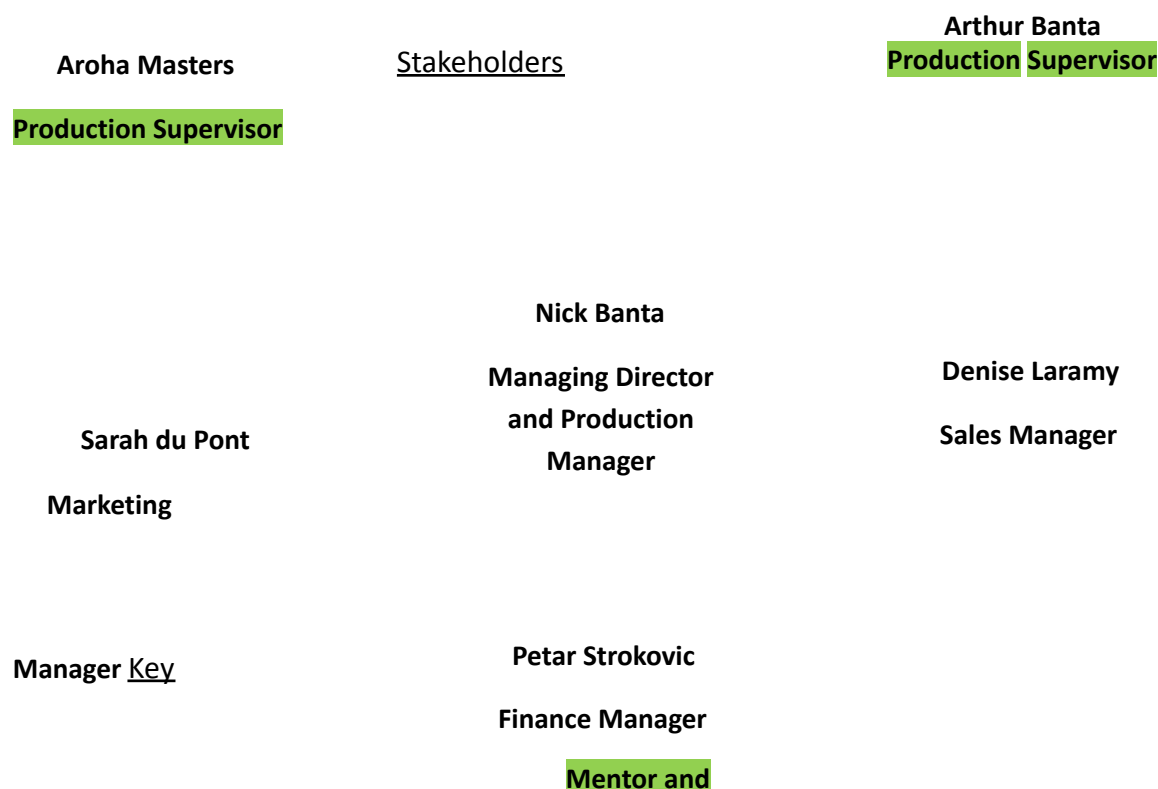 Arthur Banta
Aroha Masters
Stakeholders
Production Supervisor
Production Supervisor
Nick Banta
Managing Director
and Production
Manager
Denise Laramy
Sales Manager
Sarah du Pont
Marketing
Manager Key
Petar Strokovic
Finance Manager
Mentor and